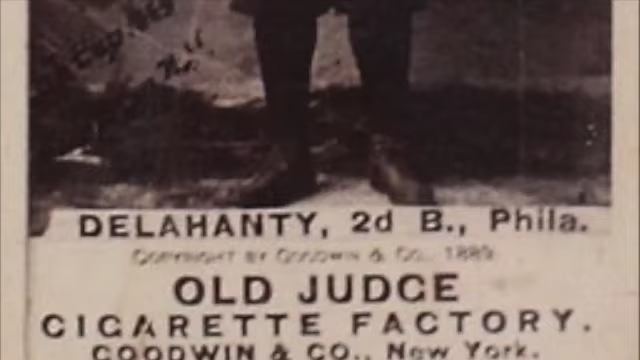 DELAHANTY, 2d B., Phila.
COPYRIGHT BY GOODWIN & CO., 1889.
OLD JUDGE
CIGARETTE FACTORY.
GOODWIN & CO., New York.